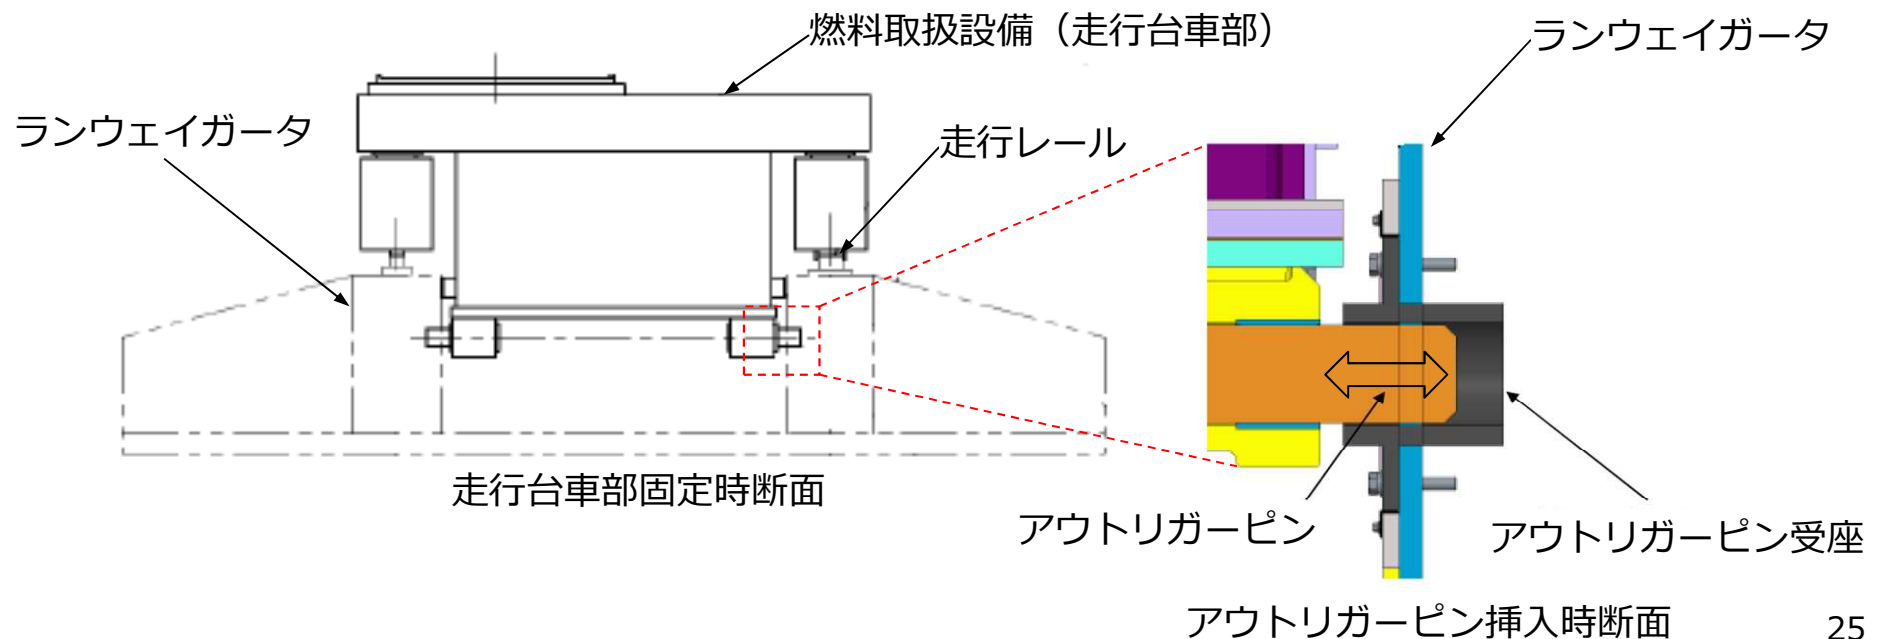 燃料取扱設備（走行台車部）
ランウェイガータ
ランウェイガータ
走行レール
走行台車部固定時断面
アウトリガーピン
アウトリガーピン受座
アウトリガーピン挿入時断面
25